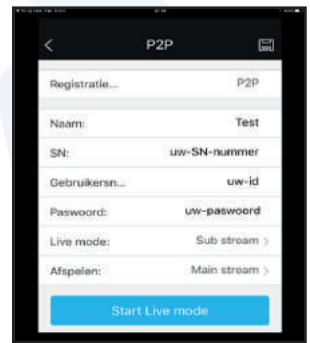 P2P
Registratie... P2P
Naam: Test
SN: uw-SN-nummer
Gebruikersn... uw-id
Paswoord: uw-paswoord
Live mode: Sub stream >
Afspelen: Main stream >
Start Live mode